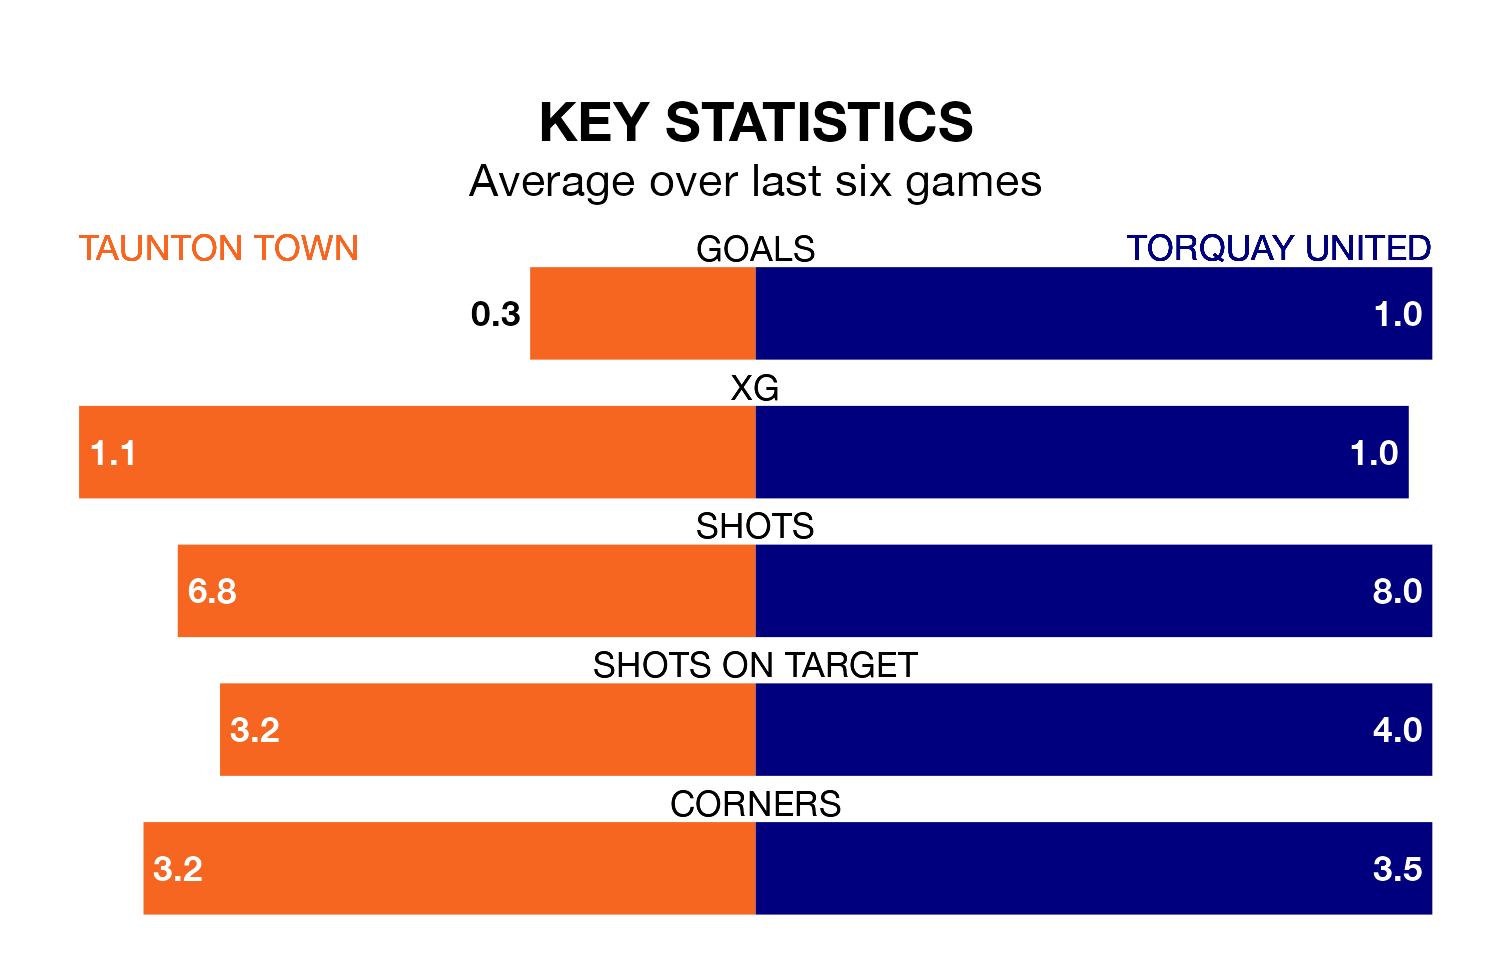 KEY STATISTICS
Average over last six games
TAUNTON TOWN GOALS TORQUAY UNITED
0.3 1.0
XG
1.1 1.0
SHOTS
6.8 8.0
SHOTS ON TARGET
3.2 4.0
CORNERS
3.2 3.5